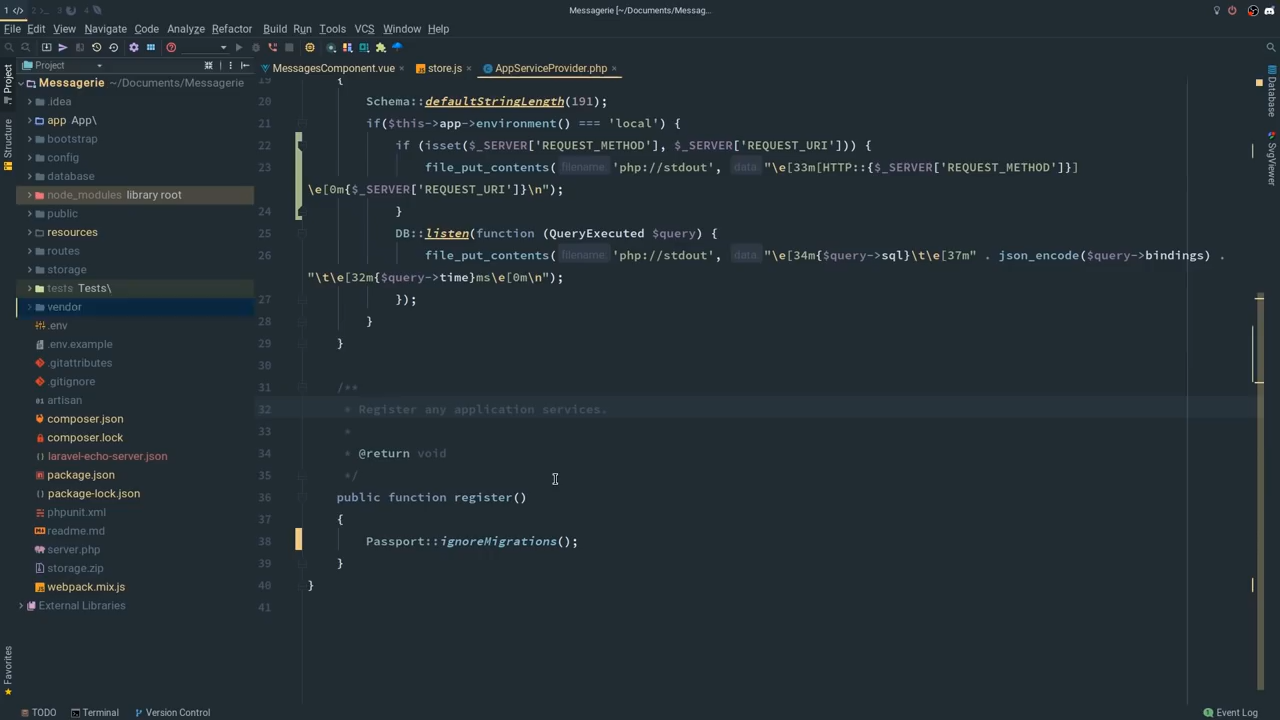 1 </> 2 3 4
Messagerie [~/Documents/Messag...
File Edit View Navigate Code Analyze Refactor Build Run Tools VCS Window Help
Project
MessagesComponent.vue × store.js × AppServiceProvider.php ×
Messagerie ~/Documents/Messagerie
.idea
app App\
bootstrap
config
database
node_modules library root
public
resources
routes
storage
tests Tests\
vendor
.env
.env.example
.gitattributes
.gitignore
artisan
composer.json
composer.lock
laravel-echo-server.json
package.json
package-lock.json
phpunit.xml
readme.md
server.php
storage.zip
webpack.mix.js
External Libraries
19 {
20 Schema::defaultStringLength(191);
21 if($this->app->environment() === 'local') {
22 if (isset($_SERVER['REQUEST_METHOD'], $_SERVER['REQUEST_URI'])) {
23 file_put_contents( filename: 'php://stdout', data: "\e[33m[HTTP::{$_SERVER['REQUEST_METHOD']}]
\e[0m{$_SERVER['REQUEST_URI']}\n");
24 }
25 DB::listen(function (QueryExecuted $query) {
26 file_put_contents( filename: 'php://stdout', data: "\e[34m{$query->sql}\t\e[37m" . json_encode($query->bindings) .
"\t\e[32m{$query->time}ms\e[0m\n");
27 });
28 }
29 }
30
31 /**
32 * Register any application services.
33 *
34 * @return void
35 */
36 public function register()
37 {
38 Passport::ignoreMigrations();
39 }
40 }
41
Project
Structure
Favorites
Database
SvgViewer
TODO Terminal Version Control
1 Event Log